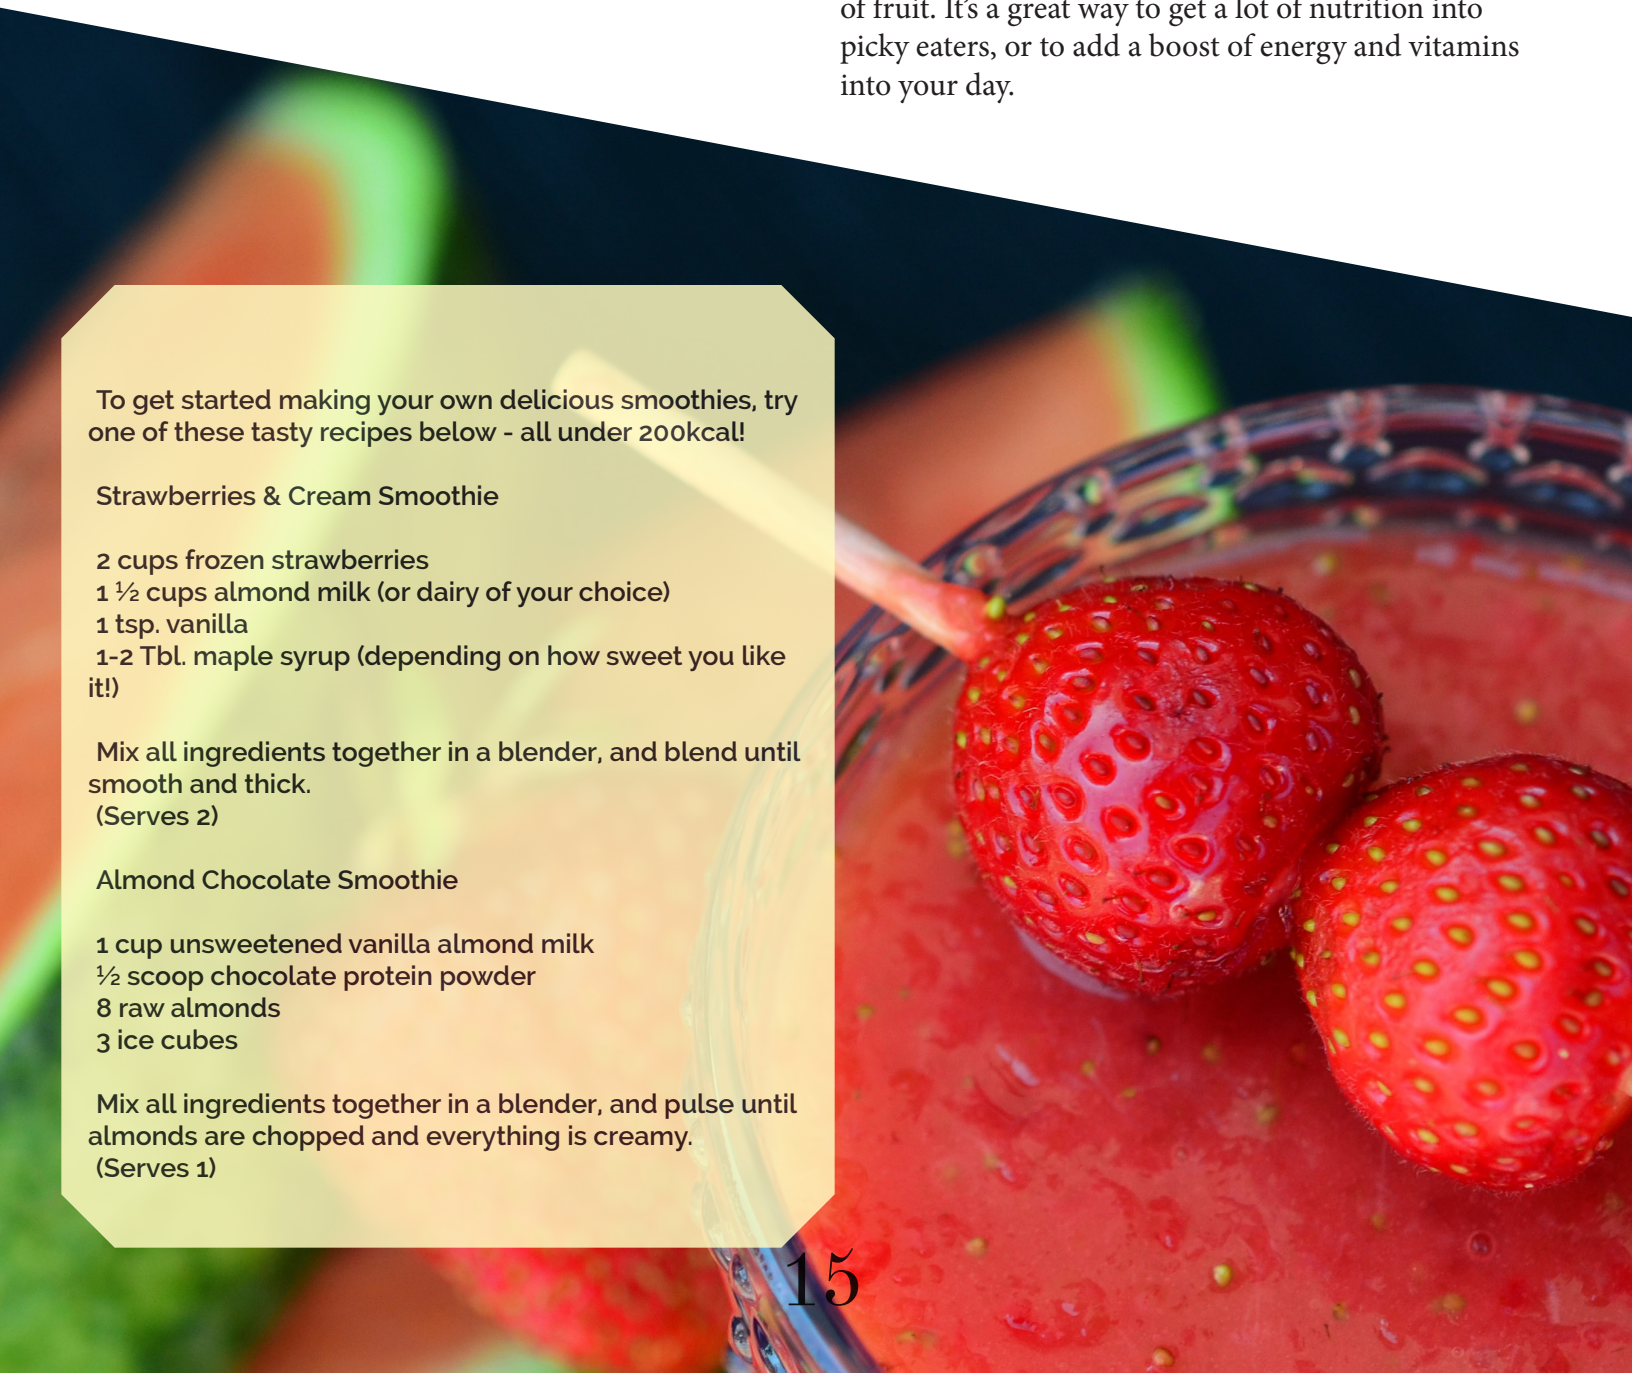 of fruit. It's a great way to get a lot of nutrition into
picky eaters, or to add a boost of energy and vitamins
into your day.
To get started making your own delicious smoothies, try
one of these tasty recipes below - all under 200kcal!
Strawberries & Cream Smoothie
2 cups frozen strawberries
1 ½ cups almond milk (or dairy of your choice)
1 tsp. vanilla
1-2 Tbl. maple syrup (depending on how sweet you like
it!)
Mix all ingredients together in a blender, and blend until
smooth and thick.
(Serves 2)
Almond Chocolate Smoothie
1 cup unsweetened vanilla almond milk
½ scoop chocolate protein powder
8 raw almonds
3 ice cubes
Mix all ingredients together in a blender, and pulse until
almonds are chopped and everything is creamy.
(Serves 1)
15